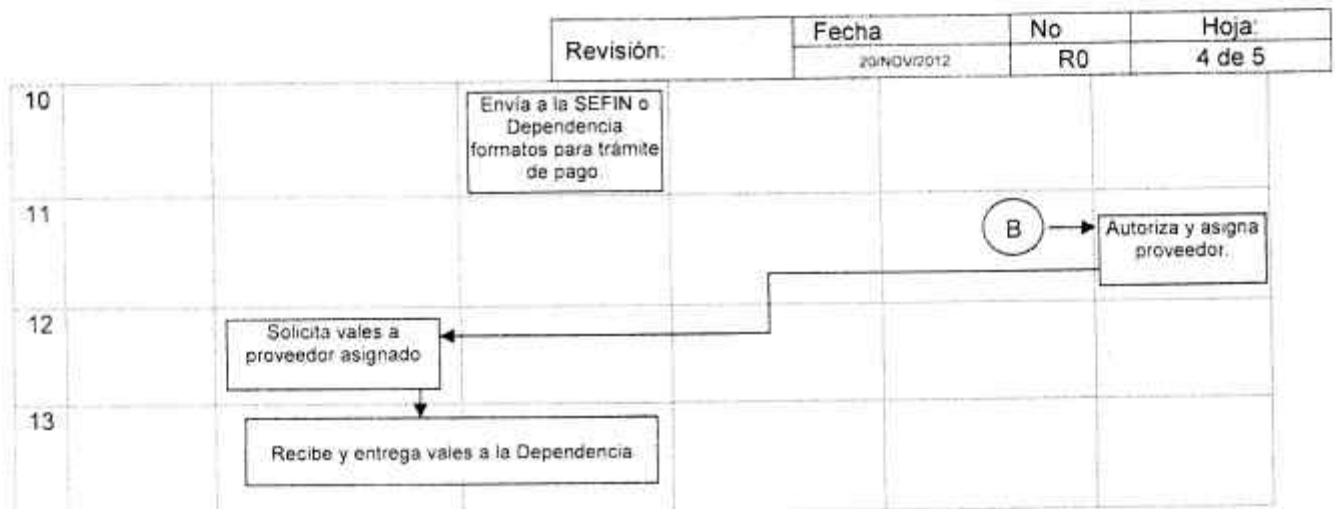 Revisión:
Fecha
No
Hoja:
20/NOV/2012
R0
4 de 5
10
Envía a la SEFIN o
Dependencia
formatos para trámite
de pago
11
B
Autoriza y asigna
proveedor.
12
Solicita vales a
proveedor asignado
13
Recibe y entrega vales a la Dependencia